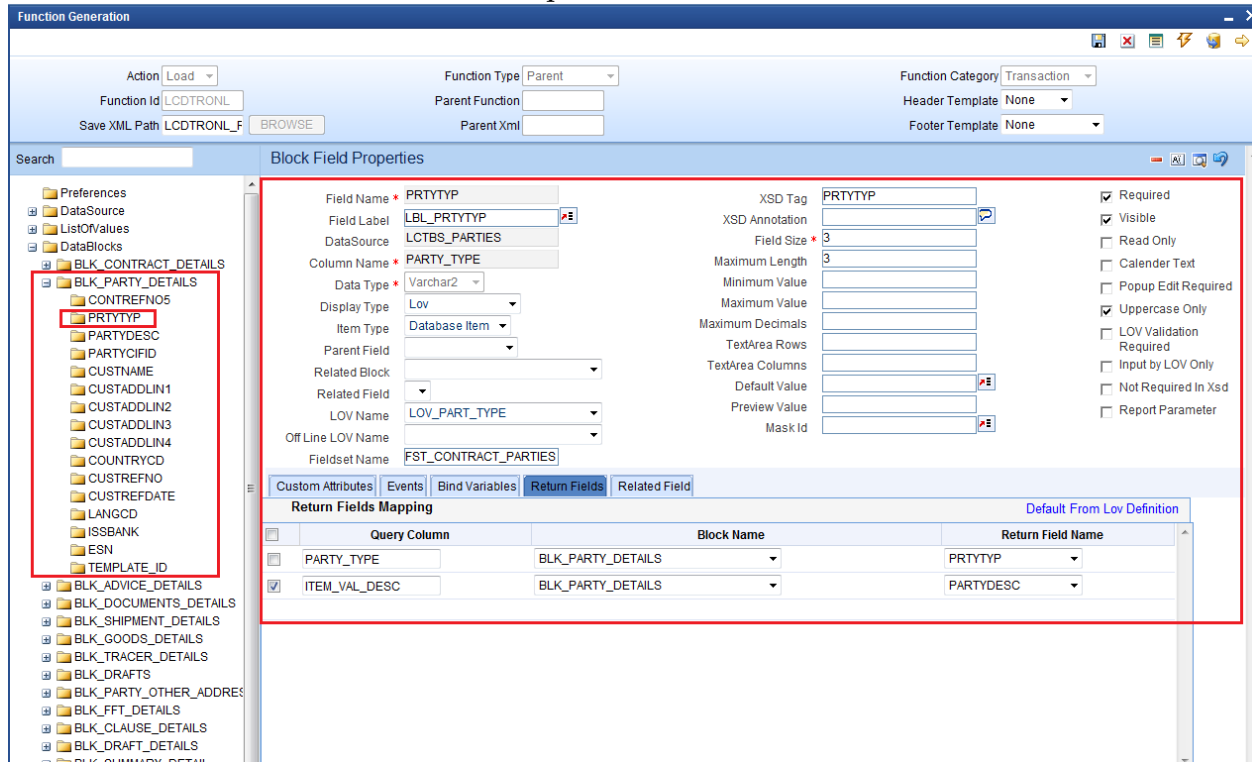 Function Generation
Action Load
Function Type Parent
Function Category Transaction
Function Id LCDTRONL
Parent Function
Header Template None
Save XML Path LCDTRONL_F BROWSE
Parent Xml
Footer Template None
Search
Block Field Properties
Preferences
DataSource
ListOfValues
DataBlocks
BLK_CONTRACT_DETAILS
BLK_PARTY_DETAILS
CONTREFNO5
PRTYTYP
PARTYDESC
PARTYCIFID
CUSTNAME
CUSTADDLIN1
CUSTADDLIN2
CUSTADDLIN3
CUSTADDLIN4
COUNTRYCD
CUSTREFNO
CUSTREFDATE
LANGCD
ISSBANK
ESN
TEMPLATE_ID
BLK_ADVICE_DETAILS
BLK_DOCUMENTS_DETAILS
BLK_SHIPMENT_DETAILS
BLK_GOODS_DETAILS
BLK_TRACER_DETAILS
BLK_DRAFTS
BLK_PARTY_OTHER_ADDRES
BLK_FFT_DETAILS
BLK_CLAUSE_DETAILS
BLK_DRAFT_DETAILS
Field Name * PRTYTYP
Field Label LBL_PRTYTYP
DataSource LCTBS_PARTIES
Column Name * PARTY_TYPE
Data Type * Varchar2
Display Type Lov
Item Type Database Item
Parent Field
Related Block
Related Field
LOV Name LOV_PART_TYPE
Off Line LOV Name
Fieldset Name FST_CONTRACT_PARTIES
XSD Tag PRTYTYP
XSD Annotation
Field Size * 3
Maximum Length 3
Minimum Value
Maximum Value
Maximum Decimals
TextArea Rows
TextArea Columns
Default Value
Preview Value
Mask Id
Required
Visible
Read Only
Calender Text
Popup Edit Required
Uppercase Only
LOV Validation
Required
Input by LOV Only
Not Required In Xsd
Report Parameter
Custom Attributes Events Bind Variables Return Fields Related Field
Return Fields Mapping Default From Lov Definition
Query Column Block Name Return Field Name
PARTY_TYPE BLK_PARTY_DETAILS PRTYTYP
ITEM_VAL_DESC BLK_PARTY_DETAILS PARTYDESC